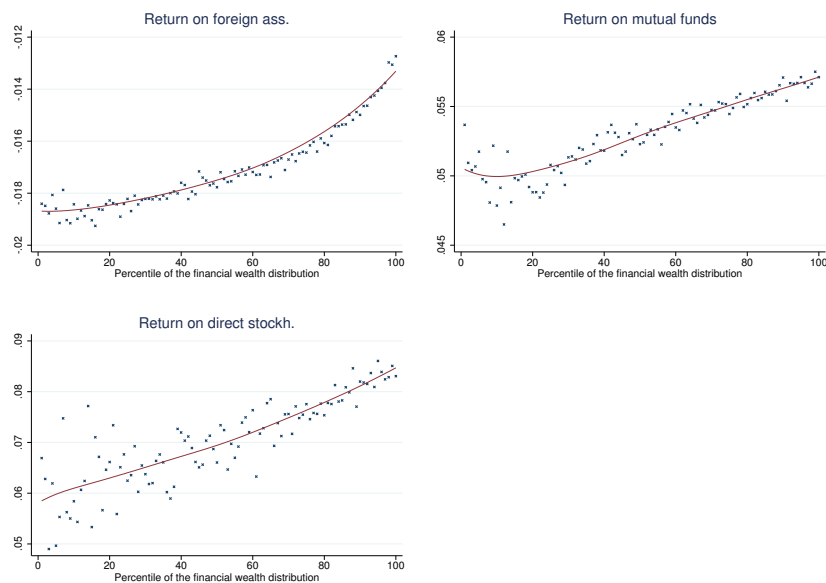 Return on foreign ass.
-.012
-.014
-.016
-.018
-.02
0 20 40 60 80 100
Percentile of the financial wealth distribution
Return on mutual funds
.06
.055
.05
.045
0 20 40 60 80 100
Percentile of the financial wealth distribution
Return on direct stockh.
.09
.08
.07
.06
.05
0 20 40 60 80 100
Percentile of the financial wealth distribution